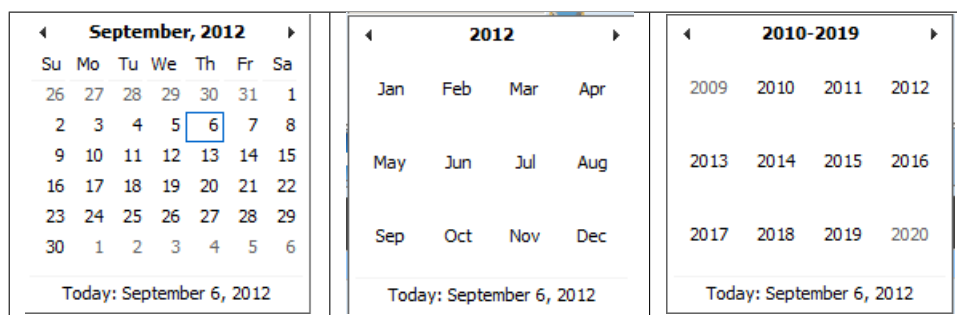 September, 2012
Su Mo Tu We Th Fr Sa
26 27 28 29 30 31 1
2 3 4 5 6 7 8
9 10 11 12 13 14 15
16 17 18 19 20 21 22
23 24 25 26 27 28 29
30 1 2 3 4 5 6
Today: September 6, 2012
2012
Jan Feb Mar Apr
May Jun Jul Aug
Sep Oct Nov Dec
Today: September 6, 2012
2010-2019
2009 2010 2011 2012
2013 2014 2015 2016
2017 2018 2019 2020
Today: September 6, 2012